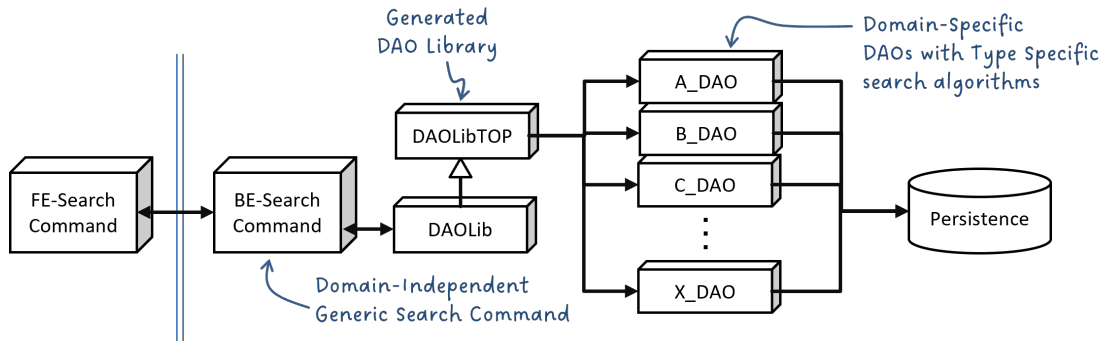 Generated
DAO Library
Domain-Specific
DAOs with Type Specific
search algorithms
A_DAO
DAOLibTOP
B_DAO
C_DAO
FE-Search
Command
BE-Search
Command
DAOLib
Persistence
X_DAO
Domain-Independent
Generic Search Command